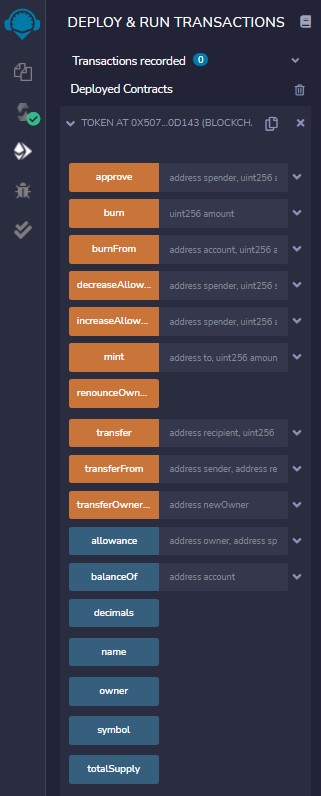 DEPLOY & RUN TRANSACTIONS
Transactions recorded 0
Deployed Contracts
TOKEN AT 0X507...0D143 (BLOCKCH.
approve address spender, uint256 a
burn uint256 amount
burnFrom address account, uint256 a
decreaseAllow... address spender, uint256 s
increaseAllow... address spender, uint256 a
mint address to, uint256 amoun
renounceOwn...
transfer address recipient, uint256
transferFrom address sender, address re
transferOwner... address newOwner
allowance address owner, address sp
balanceOf address account
decimals
name
owner
symbol
totalSupply